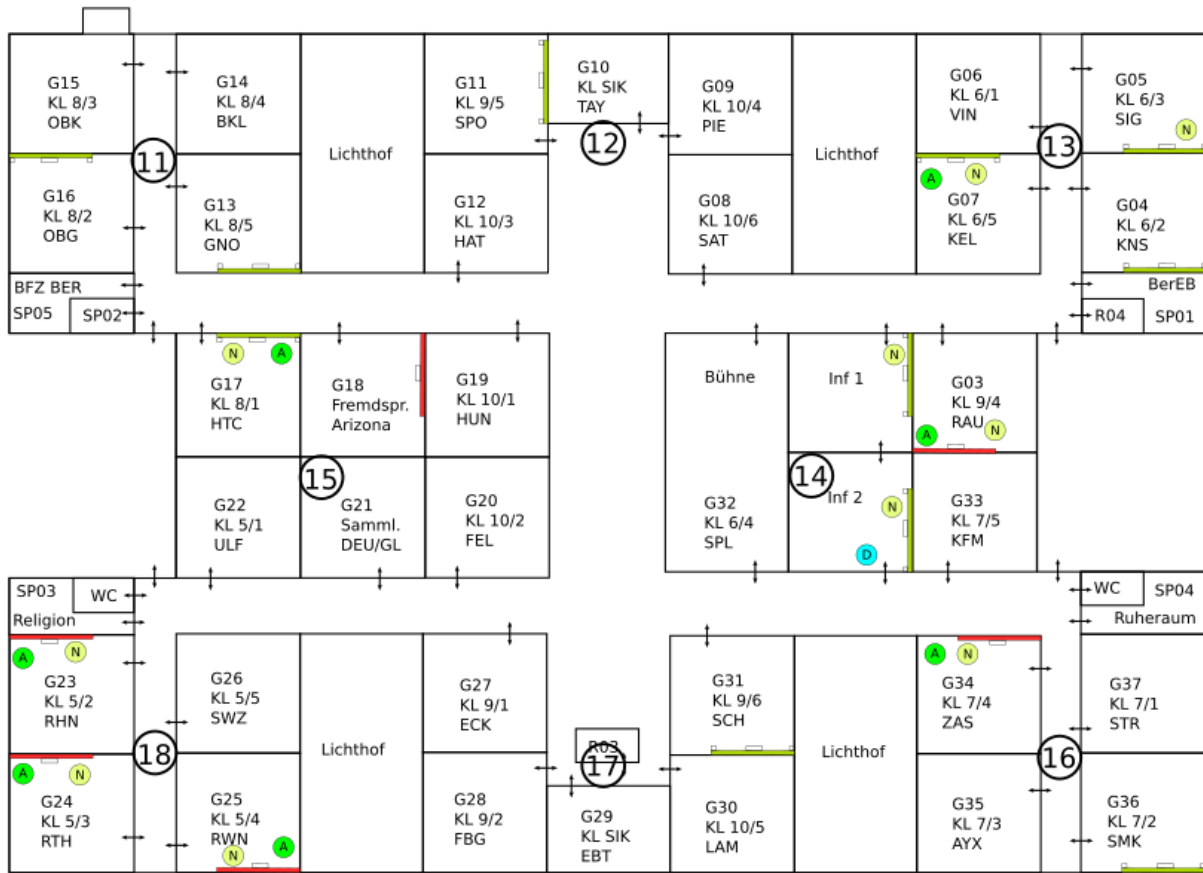 G15
KL 8/3
OBK
G14
KL 8/4
BKL
Lichthof
G11
KL 9/5
SPO
G10
KL SIK
TAY
G09
KL 10/4
PIE
Lichthof
G06
KL 6/1
VIN
G05
KL 6/3
SIG
N
11
12
13
G16
KL 8/2
OBG
G13
KL 8/5
GNO
G12
KL 10/3
HAT
G08
KL 10/6
SAT
A
N
G07
KL 6/5
KEL
G04
KL 6/2
KNS
BFZ BER
SP05
SP02
BerEB
R04
SP01
N
A
G17
KL 8/1
HTC
G18
Fremdspr.
Arizona
G19
KL 10/1
HUN
Bühne
Inf 1
N
G03
KL 9/4
RAU
A
N
15
14
G22
KL 5/1
ULF
G21
Samml.
DEU/GL
G20
KL 10/2
FEL
G32
KL 6/4
SPL
Inf 2
N
D
G33
KL 7/5
KFM
SP03
WC
Religion
WC
SP04
Ruheraum
A
N
G23
KL 5/2
RHN
G26
KL 5/5
SWZ
Lichthof
G27
KL 9/1
ECK
R03
G31
KL 9/6
SCH
Lichthof
A
N
G34
KL 7/4
ZAS
G37
KL 7/1
STR
18
17
16
A
N
G24
KL 5/3
RTH
G25
KL 5/4
RWN
N
A
G28
KL 9/2
FBG
G29
KL SIK
EBT
G30
KL 10/5
LAM
G35
KL 7/3
AYX
G36
KL 7/2
SMK